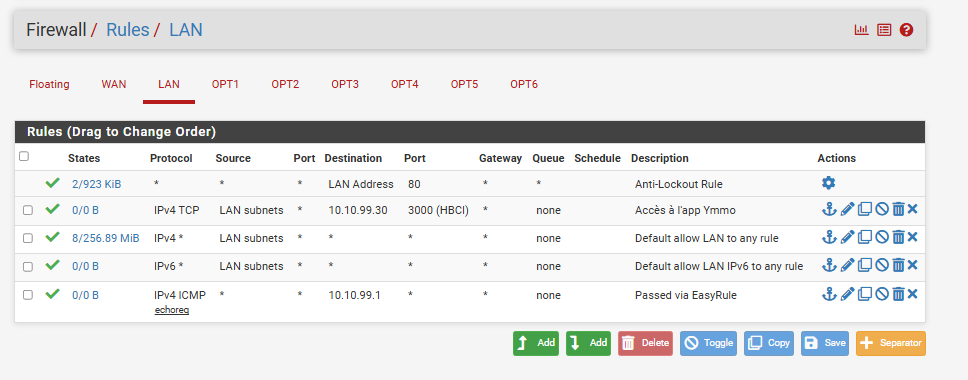 Firewall / Rules / LAN
Floating WAN LAN OPT1 OPT2 OPT3 OPT4 OPT5 OPT6
Rules (Drag to Change Order)
States Protocol Source Port Destination Port Gateway Queue Schedule Description Actions
2/923 KiB * * * LAN Address 80 * * Anti-Lockout Rule
0/0 B IPv4 TCP LAN subnets * 10.10.99.30 3000 (HBCI) * none Accès à l'app Ymmo
8/256.89 MiB IPv4 * LAN subnets * * * * none Default allow LAN to any rule
0/0 B IPv6 * LAN subnets * * * * none Default allow LAN IPv6 to any rule
0/0 B IPv4 ICMP * * 10.10.99.1 * * none Passed via EasyRule
echoreq
Add Add Delete Toggle Copy Save Separator